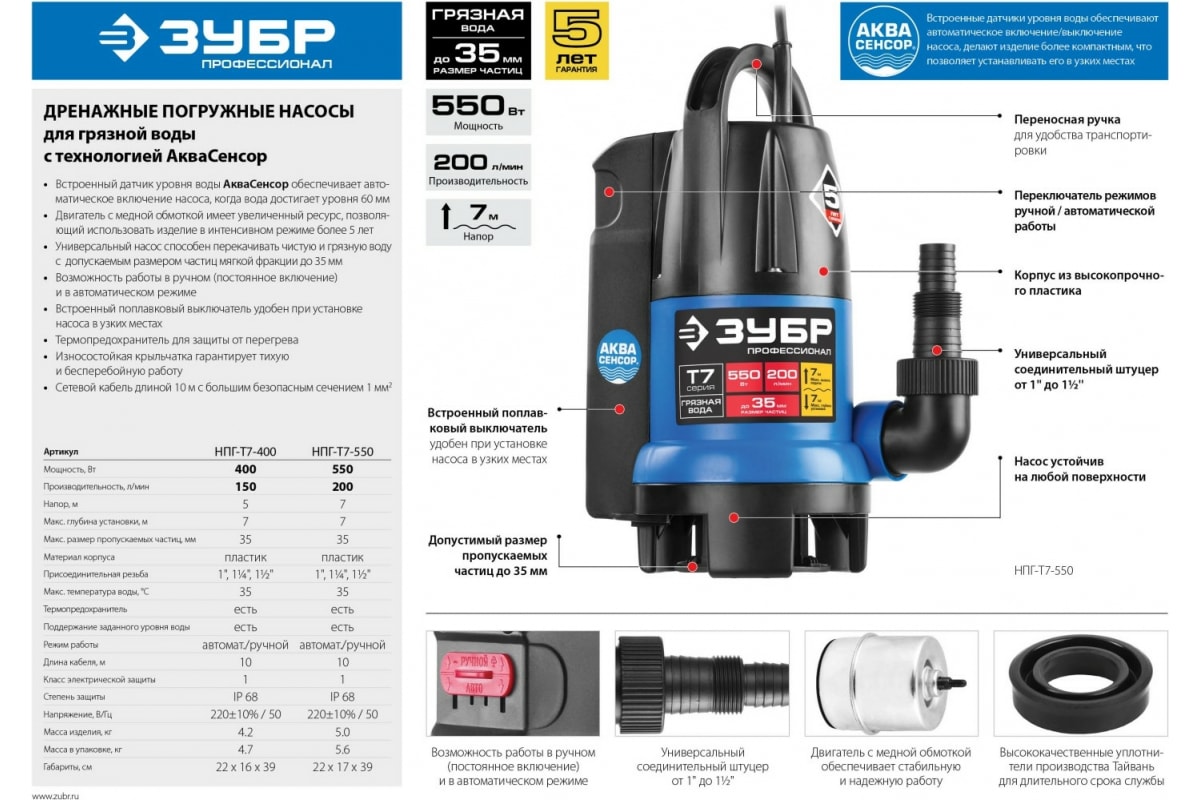 ЗУБР
ПРОФЕССИОНАЛ
ДРЕНАЖНЫЕ ПОГРУЖНЫЕ НАСОСЫ
для грязной воды
с технологией АкваСенсор
• Встроенный датчик уровня воды АкваСенсор обеспечивает авто-
матическое включение насоса, когда вода достигает уровня 60 мм
• Двигатель с медной обмоткой имеет увеличенный ресурс, позволя-
ющий использовать изделие в интенсивном режиме более 5 лет
• Универсальный насос способен перекачивать чистую и грязную воду
с допускаемым размером частиц мягкой фракции до 35 мм
• Возможность работы в ручном (постоянное включение)
и в автоматическом режиме
• Встроенный поплавковый выключатель удобен при установке
насоса в узких местах
• Термопредохранитель для защиты от перегрева
• Износостойкая крыльчатка гарантирует тихую
и бесперебойную работу
• Сетевой кабель длиной 10 м с большим безопасным сечением 1 мм²
Артикул НПГ-Т7-400 НПГ-Т7-550
Мощность, Вт 400 550
Производительность, л/мин 150 200
Напор, м 5 7
Макс. глубина установки, м 7 7
Макс. размер пропускаемых частиц, мм 35 35
Материал корпуса пластик пластик
Присоединительная резьба 1", 1¼", 1½" 1", 1¼", 1½"
Макс. температура воды, °С 35 35
Термопредохранитель есть есть
Поддержание заданного уровня воды есть есть
Режим работы автомат./ручной автомат./ручной
Длина кабеля, м 10 10
Класс электрической защиты 1 1
Степень защиты IP 68 IP 68
Напряжение, В/Гц 220±10% / 50 220±10% / 50
Масса изделия, кг 4.2 5.0
Масса в упаковке, кг 4.7 5.6
Габариты, см 22 x 16 x 39 22 x 17 x 39
www.zubr.ru
ГРЯЗНАЯ
ВОДА
до 35 мм
РАЗМЕР ЧАСТИЦ
5
лет
ГАРАНТИЯ
550 Вт
Мощность
200 л/мин
Производительность
7 м
Напор
АКВА
СЕНСОР.
Встроенные датчики уровня воды обеспечивают
автоматическое включение/выключение
насоса, делают изделие более компактным, что
позволяет устанавливать его в узких местах
Переносная ручка
для удобства транспорти-
ровки
Переключатель режимов
ручной / автоматической
работы
Корпус из высокопрочно-
го пластика
Универсальный
соединительный штуцер
от 1" до 1½"
Насос устойчив
на любой поверхности
НПГ-Т7-550
Встроенный поплав-
ковый выключатель
удобен при установке
насоса в узких местах
Допустимый размер
пропускаемых
частиц до 35 мм
5
ЛЕТ
АКВА
СЕНСОР.
ЗУБР
ПРОФЕССИОНАЛ
Т7
серия
550
Вт
200
л/мин
7м
ГРЯЗНАЯ
ВОДА
до 35 мм
РАЗМЕР ЧАСТИЦ
7м
РУЧНОЙ
АВТО
Возможность работы в ручном
(постоянное включение)
и в автоматическом режиме
Универсальный
соединительный штуцер
от 1" до 1½"
Двигатель с медной обмоткой
обеспечивает стабильную
и надежную работу
Высококачественные уплотни-
тели производства Тайвань
для длительного срока службы